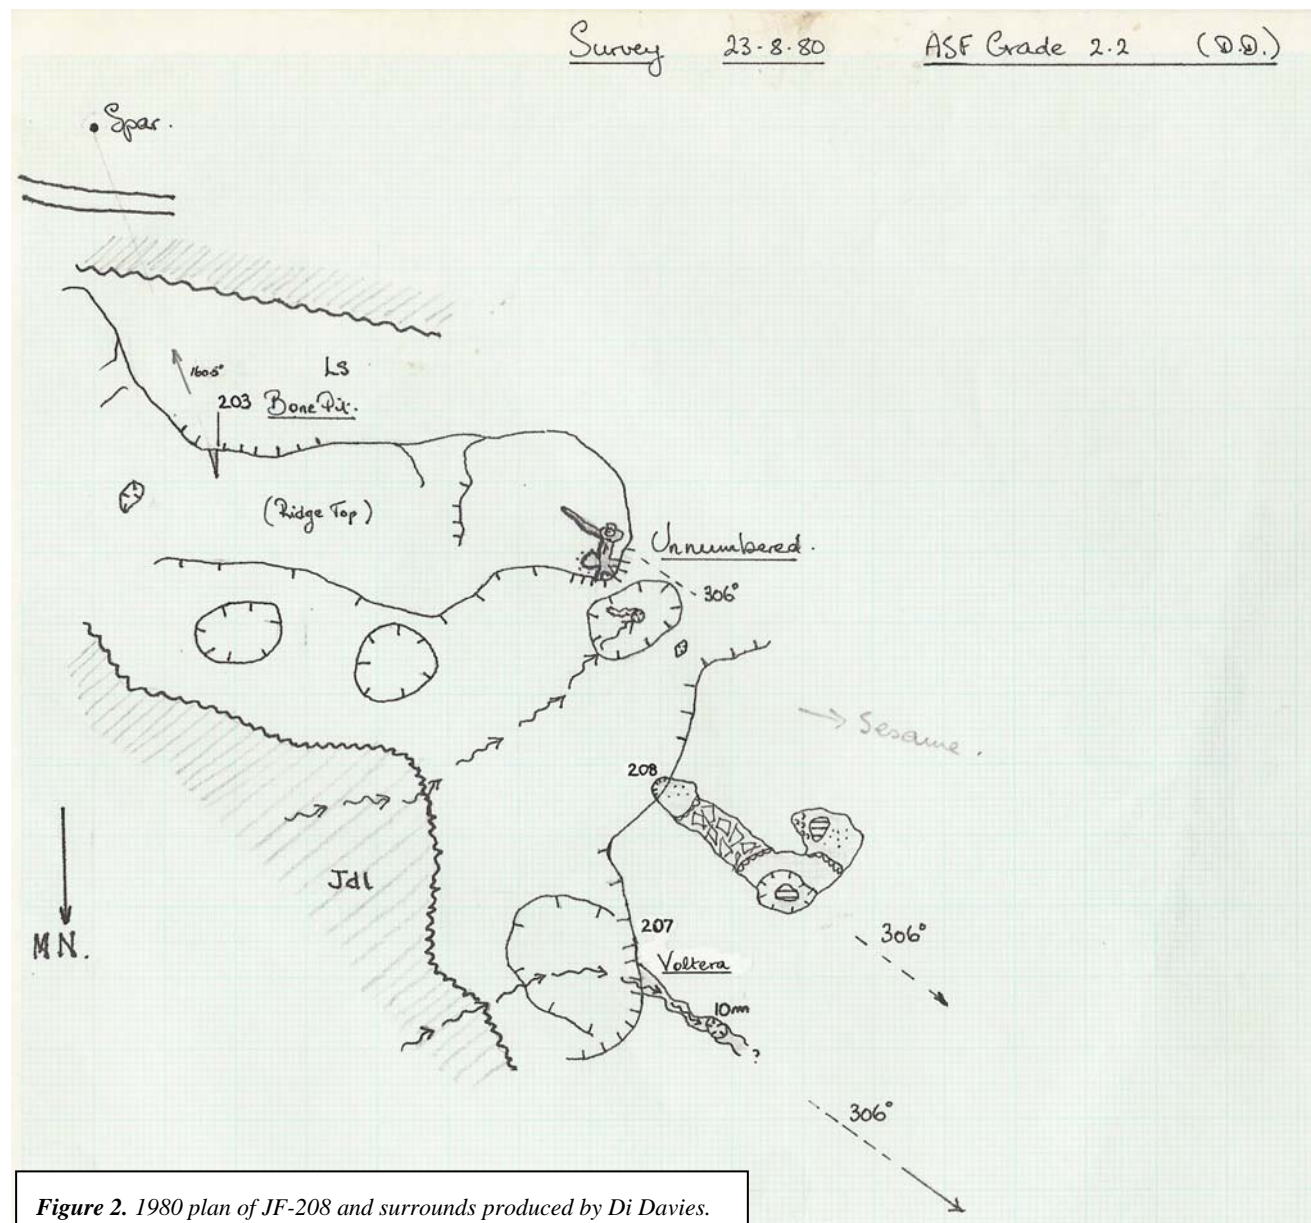 Survey 23-8-80 ASF Grade 2.2 (D.D.)
Spar.
160.5°
Ls
203 Bone Pit.
(Ridge Top)
Unnumbered.
306°
→ Sesame.
208
Jdl
MN.
207
Voltera
10m
?
306°
306°
Figure 2. 1980 plan of JF-208 and surrounds produced by Di Davies.